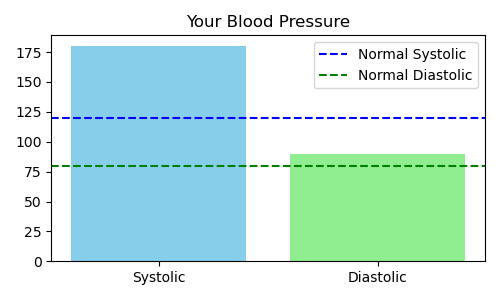 Your Blood Pressure
Normal Systolic
Normal Diastolic
175
150
125
100
75
50
25
0
Systolic Diastolic